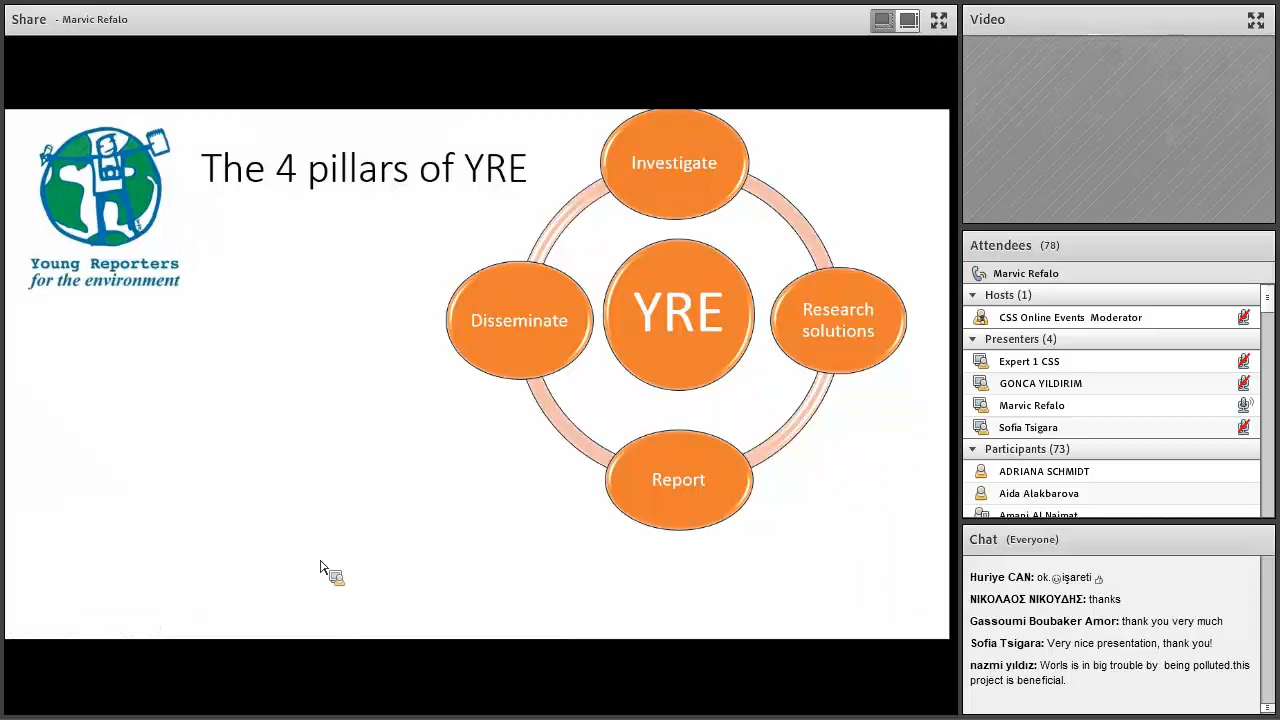 Share - Marvic Refalo
The 4 pillars of YRE
Young Reporters
for the environment
Investigate
YRE
Research
solutions
Disseminate
Report
Video
Attendees (78)
Marvic Refalo
Hosts (1)
CSS Online Events Moderator
Presenters (4)
Expert 1 CSS
GONCA YILDIRIM
Marvic Refalo
Sofia Tsigara
Participants (73)
ADRIANA SCHMIDT
Aida Alakbarova
Amani Al Naimat
Chat (Everyone)
Huriye CAN: ok.☺işareti 👍
ΝΙΚΟΛΑΟΣ ΝΙΚΟΥΔΗΣ: thanks
Gassoumi Boubaker Amor: thank you very much
Sofia Tsigara: Very nice presentation, thank you!
nazmi yıldız: Worls is in big trouble by being polluted.this
project is beneficial.